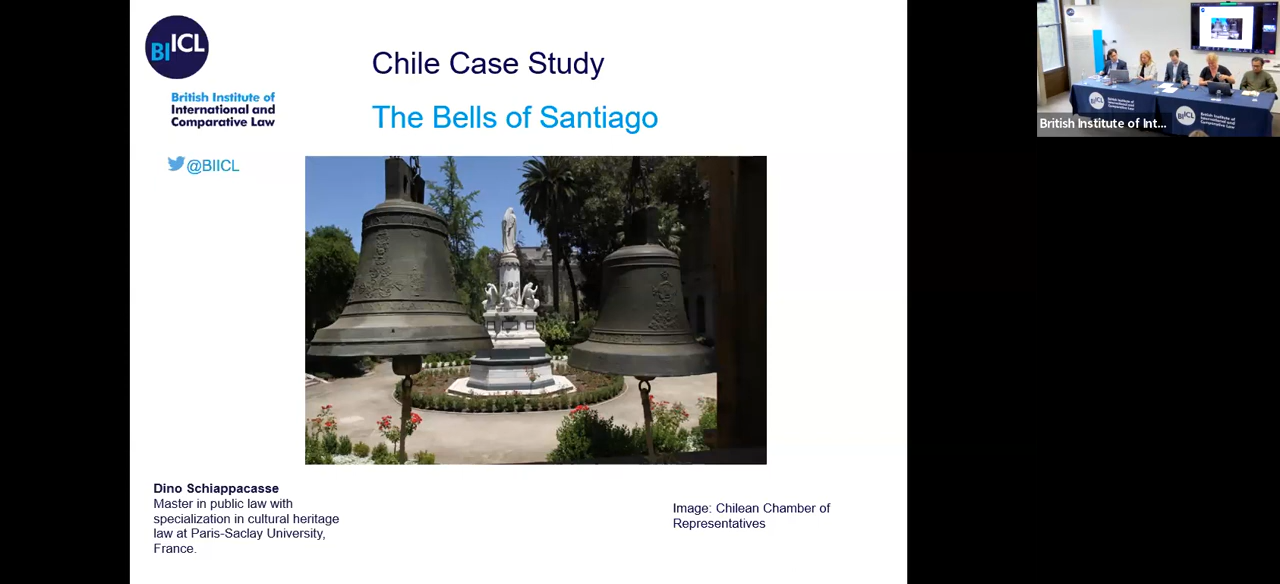 BIICL
British Institute of
International and
Comparative Law
@BIICL
Chile Case Study
The Bells of Santiago
Dino Schiappacasse
Master in public law with
specialization in cultural heritage
law at Paris-Saclay University,
France.
Image: Chilean Chamber of
Representatives
British Institute of Int...
BIICL
BIICL